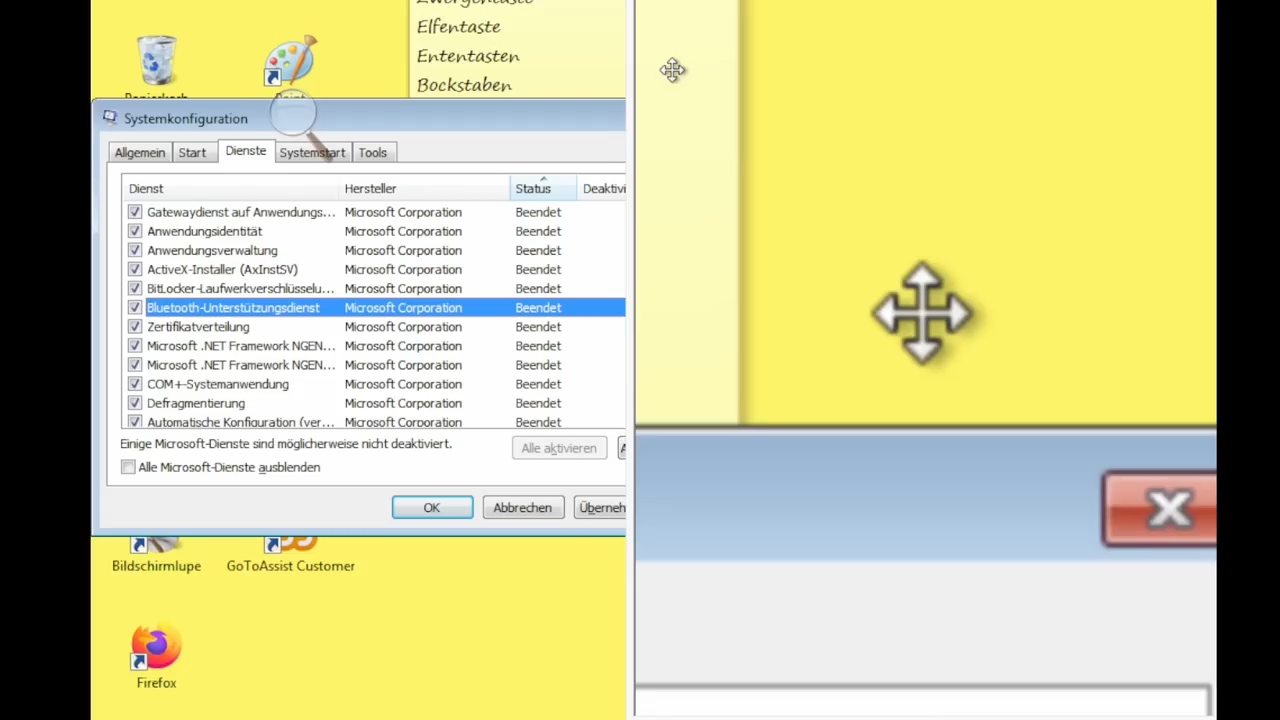 Zwergentaste
Elfentaste
Ententasten
Bockstaben
Papierkorb
Paint
Systemkonfiguration
Allgemein Start Dienste Systemstart Tools
Dienst Hersteller Status Deaktivi
Gatewaydienst auf Anwendungs... Microsoft Corporation Beendet
Anwendungsidentität Microsoft Corporation Beendet
Anwendungsverwaltung Microsoft Corporation Beendet
ActiveX-Installer (AxInstSV) Microsoft Corporation Beendet
BitLocker-Laufwerkverschlüsselu... Microsoft Corporation Beendet
Bluetooth-Unterstützungsdienst Microsoft Corporation Beendet
Zertifikatverteilung Microsoft Corporation Beendet
Microsoft .NET Framework NGEN... Microsoft Corporation Beendet
Microsoft .NET Framework NGEN... Microsoft Corporation Beendet
COM+-Systemanwendung Microsoft Corporation Beendet
Defragmentierung Microsoft Corporation Beendet
Automatische Konfiguration (ver... Microsoft Corporation Beendet
Einige Microsoft-Dienste sind möglicherweise nicht deaktiviert.
Alle aktivieren A
Alle Microsoft-Dienste ausblenden
OK Abbrechen Überneh
Bildschirmlupe
GoToAssist Customer
Firefox